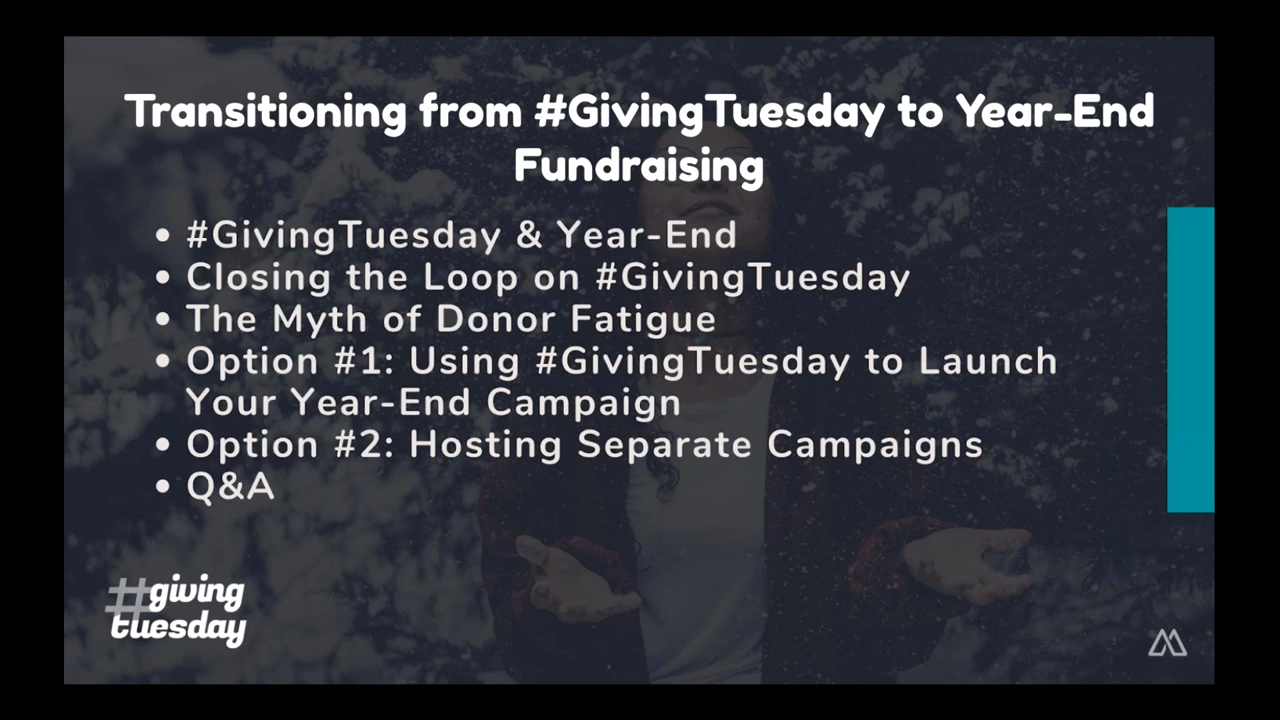 Transitioning from #GivingTuesday to Year-End
Fundraising
• #GivingTuesday & Year-End
• Closing the Loop on #GivingTuesday
• The Myth of Donor Fatigue
• Option #1: Using #GivingTuesday to Launch
Your Year-End Campaign
• Option #2: Hosting Separate Campaigns
• Q&A
#giving
tuesday